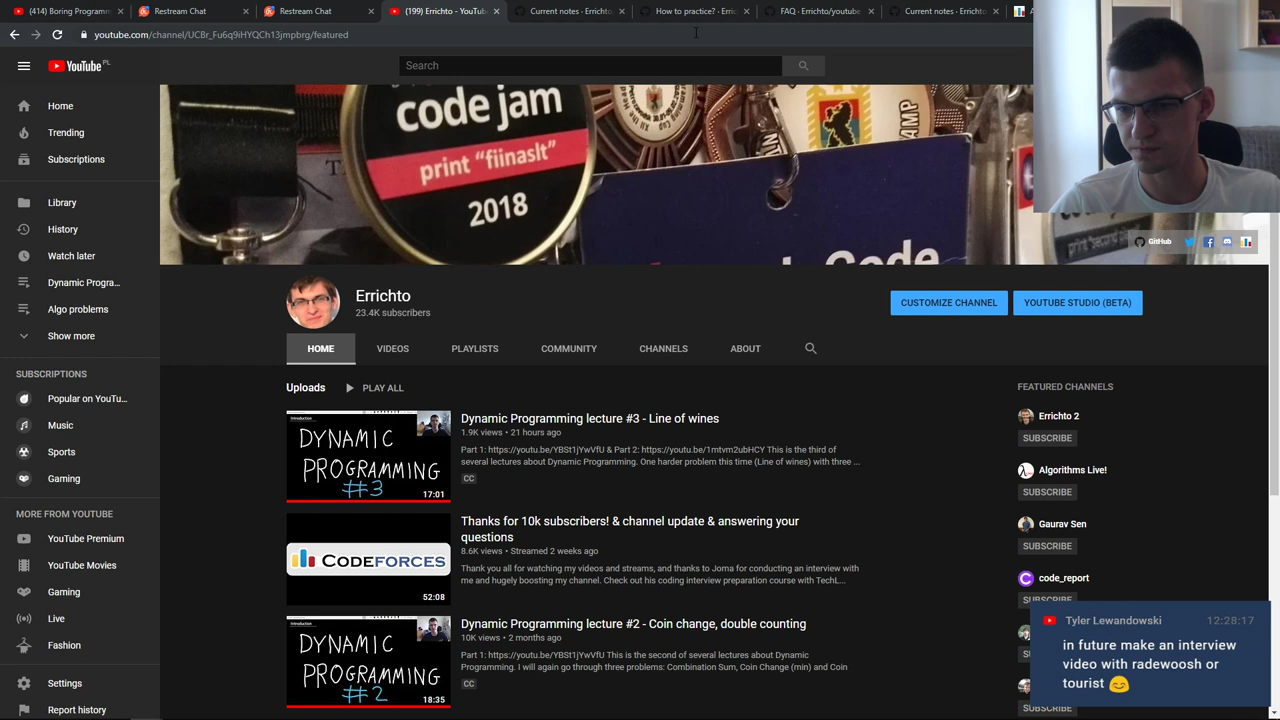 (414) Boring Programm
Restream Chat
Restream Chat
(199) Errichto - YouTub
Current notes · Errichto
How to practice? · Erric
FAQ · Errichto/youtube
Current notes · Errichto
youtube.com/channel/UCBr_Fu6q9iHYQCh13jmpbrg/featured
YouTube PL
Search
Home
Trending
Subscriptions
Library
History
Watch later
Dynamic Progra...
Algo problems
Show more
SUBSCRIPTIONS
Popular on YouTu...
Music
Sports
Gaming
MORE FROM YOUTUBE
YouTube Premium
YouTube Movies
Gaming
Live
Fashion
Settings
Report history
code jam
print "fiinaslt"
2018
Code
GitHub
Errichto
23.4K subscribers
CUSTOMIZE CHANNEL
YOUTUBE STUDIO (BETA)
HOME
VIDEOS
PLAYLISTS
COMMUNITY
CHANNELS
ABOUT
Uploads
PLAY ALL
Introduction
DYNAMIC
PROGRAMMING
#3
17:01
Dynamic Programming lecture #3 - Line of wines
1.9K views • 21 hours ago
Part 1: https://youtu.be/YBSt1jYwVfU & Part 2: https://youtu.be/1mtvm2ubHCY This is the third of
several lectures about Dynamic Programming. One harder problem this time (Line of wines) with three ...
CC
CODEFORCES
52:08
Thanks for 10k subscribers! & channel update & answering your
questions
8.6K views • Streamed 2 weeks ago
Thank you all for watching my videos and streams, and thanks to Joma for conducting an interview with
me and hugely boosting my channel. Check out his coding interview preparation course with TechL...
Introduction
DYNAMIC
PROGRAMMING
#2
18:35
Dynamic Programming lecture #2 - Coin change, double counting
10K views • 2 months ago
Part 1: https://youtu.be/YBSt1jYwVfU This is the second of several lectures about Dynamic
Programming. I will again go through three problems: Combination Sum, Coin Change (min) and Coin
CC
FEATURED CHANNELS
Errichto 2
SUBSCRIBE
Algorithms Live!
SUBSCRIBE
Gaurav Sen
SUBSCRIBE
code_report
SUBSCRIBE
SUBSCRIBE
Tyler Lewandowski
12:28:17
in future make an interview
video with radewoosh or
tourist 😊